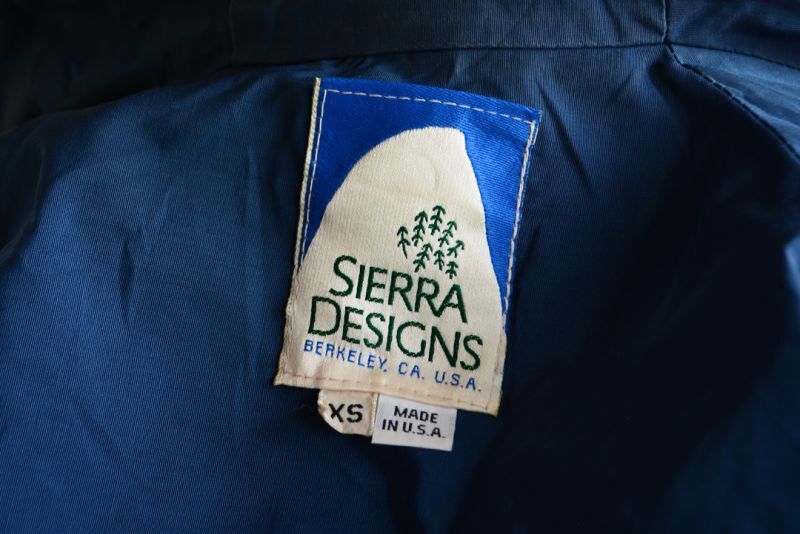 SIERRA
DESIGNS
BERKELEY, CA. U.S.A.
XS
MADE
IN U.S.A.